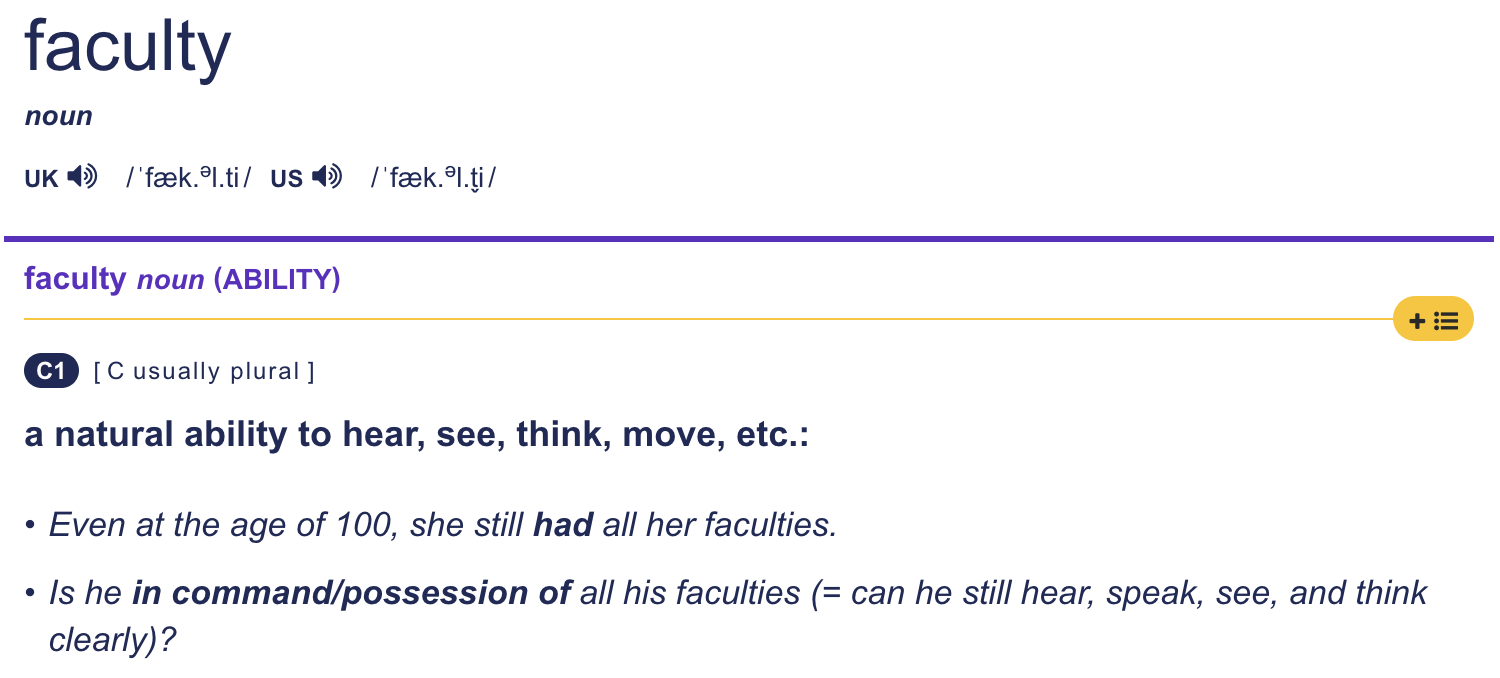 faculty
noun
UK /ˈfæk.ᵊl.ti/ US /ˈfæk.ᵊl.t̬i/
faculty noun (ABILITY)
C1 [ C usually plural ]
a natural ability to hear, see, think, move, etc.:
• Even at the age of 100, she still had all her faculties.
• Is he in command/possession of all his faculties (= can he still hear, speak, see, and think
clearly)?